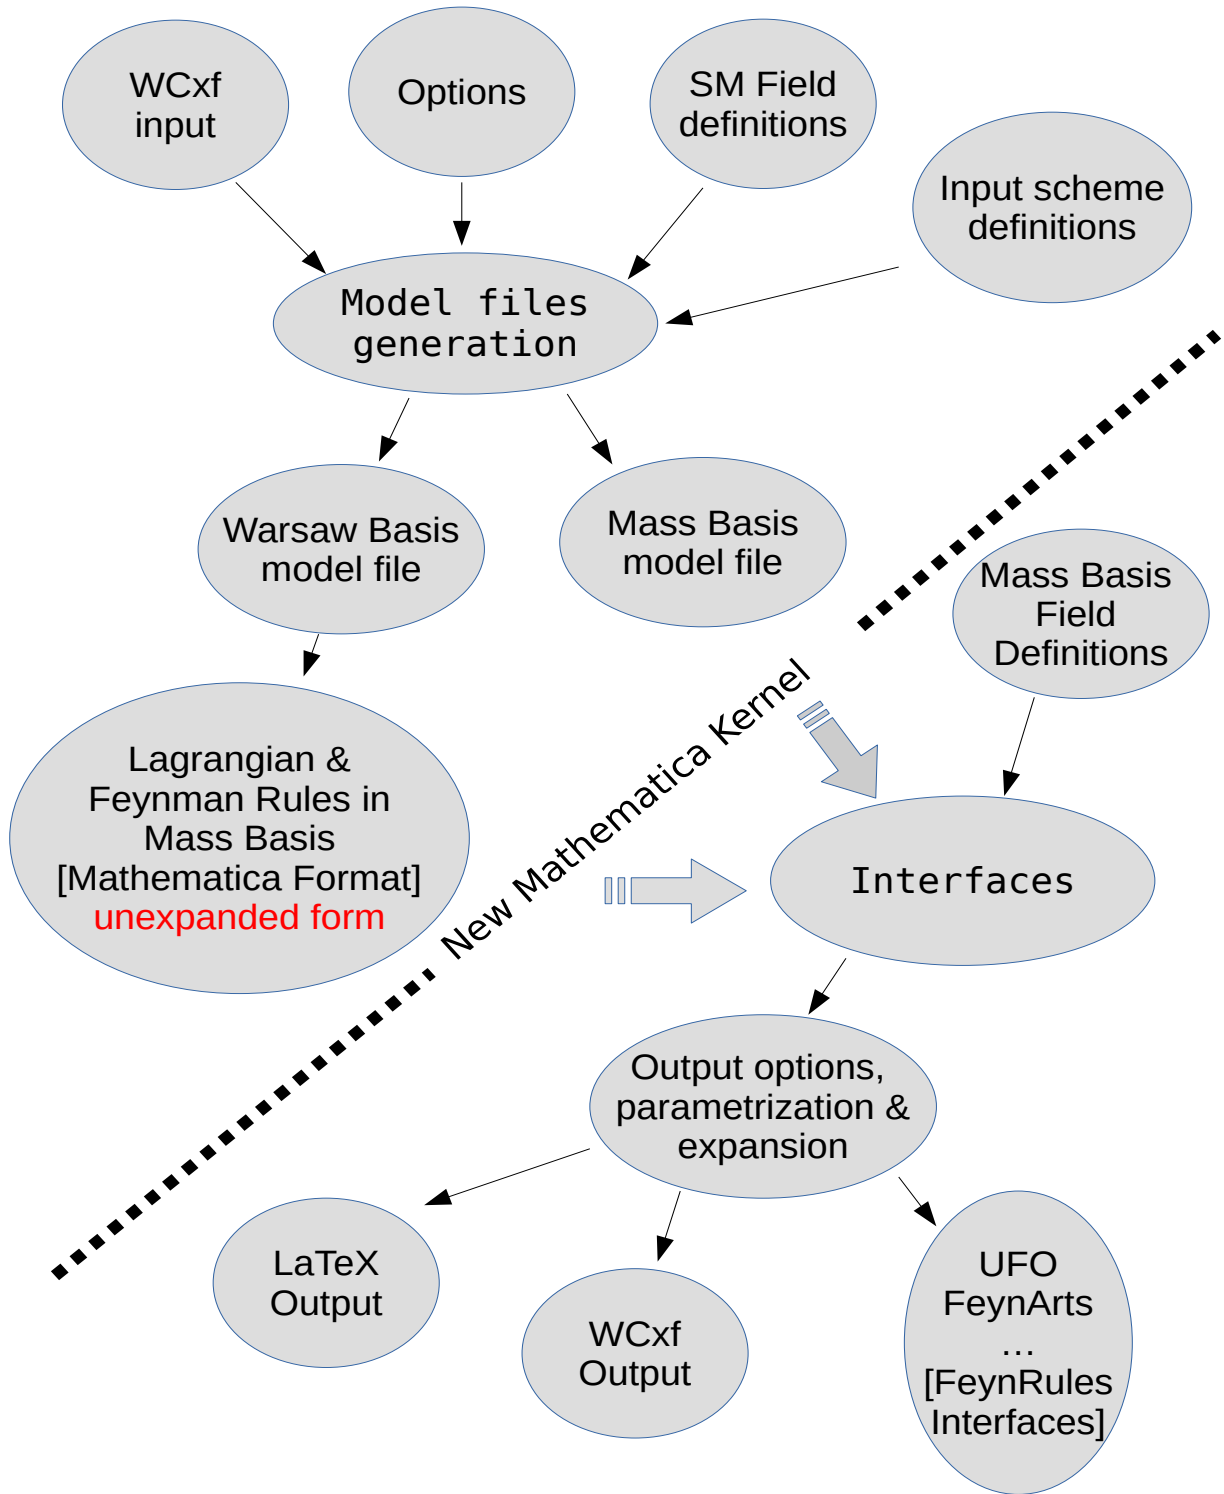 WCxf
input
Options
SM Field
definitions
Input scheme
definitions
Model files
generation
Warsaw Basis
model file
Mass Basis
model file
Mass Basis
Field
Definitions
Lagrangian &
Feynman Rules in
Mass Basis
[Mathematica Format]
unexpanded form
New Mathematica Kernel
Interfaces
Output options,
parametrization &
expansion
LaTeX
Output
WCxf
Output
UFO
FeynArts
...
[FeynRules
Interfaces]